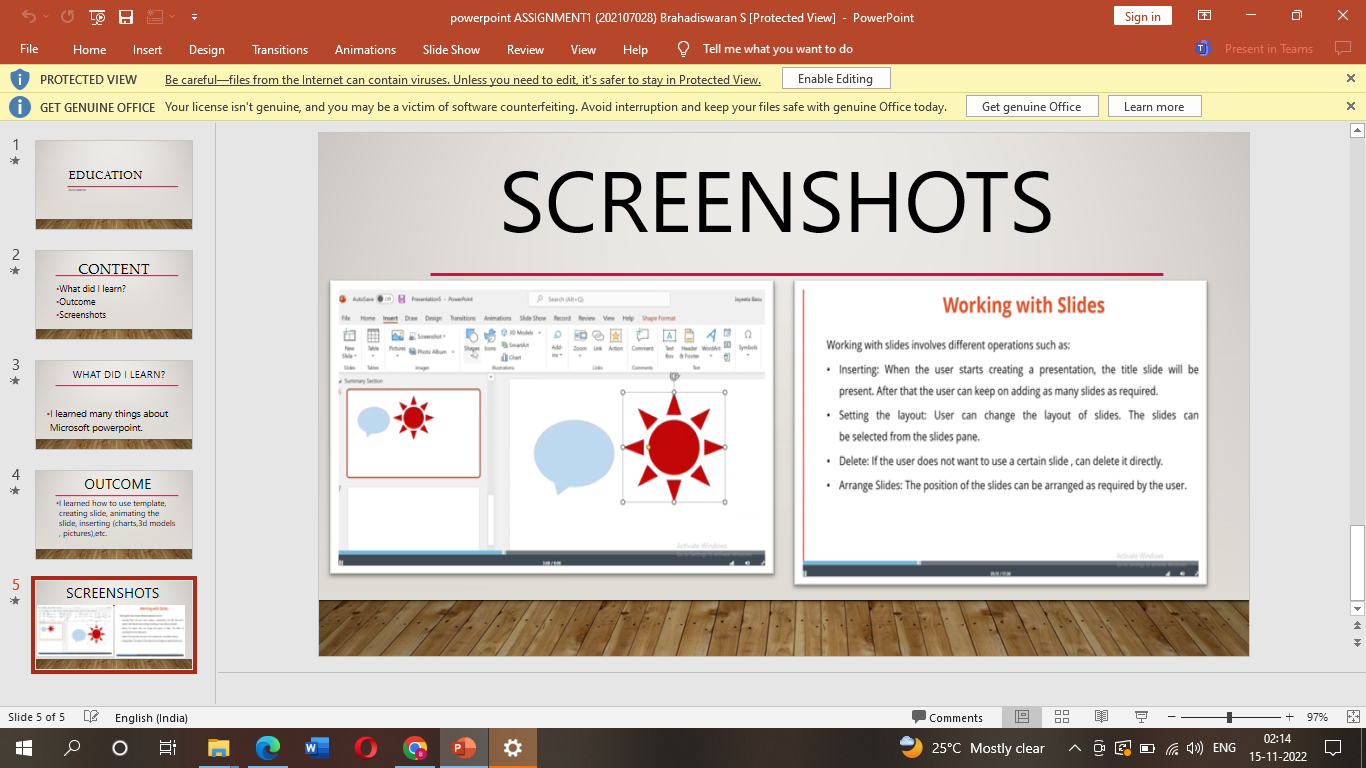 powerpoint ASSIGNMENT1 (202107028) Brahadiswaran S [Protected View] - PowerPoint
Sign in
File Home Insert Design Transitions Animations Slide Show Review View Help Tell me what you want to do Present in Teams
PROTECTED VIEW Be careful—files from the Internet can contain viruses. Unless you need to edit, it's safer to stay in Protected View. Enable Editing
GET GENUINE OFFICE Your license isn't genuine, and you may be a victim of software counterfeiting. Avoid interruption and keep your files safe with genuine Office today. Get genuine Office Learn more
1
EDUCATION
2
CONTENT
•What did I learn?
•Outcome
•Screenshots
3
WHAT DID I LEARN?
•I learned many things about
Microsoft powerpoint.
4
OUTCOME
•I learned how to use template,
creating slide, animating the
slide, inserting (charts,3d models
, pictures),etc.
5
SCREENSHOTS
Working with Slides
SCREENSHOTS
AutoSave Off Presentation5 - PowerPoint Search (Alt+Q) Jayeeta Basu
File Home Insert Draw Design Transitions Animations Slide Show Record Review View Help Shape Format
New Slide Table Pictures Screenshot Photo Album Shapes Icons 3D Models SmartArt Chart Add-ins Zoom Link Action Comment Text Box Header & Footer WordArt Symbols
Tables Images Illustrations Links Comments Text
Summary Section
Activate Windows
Working with Slides
Working with slides involves different operations such as:
• Inserting: When the user starts creating a presentation, the title slide will be
present. After that the user can keep on adding as many slides as required.
• Setting the layout: User can change the layout of slides. The slides can
be selected from the slides pane.
• Delete: If the user does not want to use a certain slide , can delete it directly.
• Arrange Slides: The position of the slides can be arranged as required by the user.
Activate Windows
Slide 5 of 5 English (India) Comments 97%
25°C Mostly clear ENG 02:14
15-11-2022